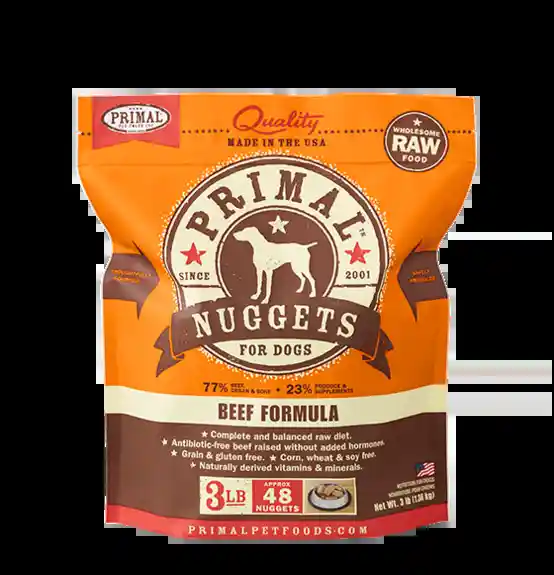 PRIMAL
PET FOODS INC
Quality
MADE IN THE USA
WHOLESOME
RAW
FOOD
PRIMAL
SINCE 2001
NUGGETS
FOR DOGS
77% BEEF, ORGAN & BONE • 23% PRODUCE & SUPPLEMENTS
BEEF FORMULA
★ Complete and balanced raw diet.
★ Antibiotic-free beef raised without added hormones.
★ Grain & gluten free. ★ Corn, wheat & soy free.
★ Naturally derived vitamins & minerals.
3LB
APPROX
48
NUGGETS
Net Wt. 3 lb (1.36 kg)
PRIMALPETFOODS.COM